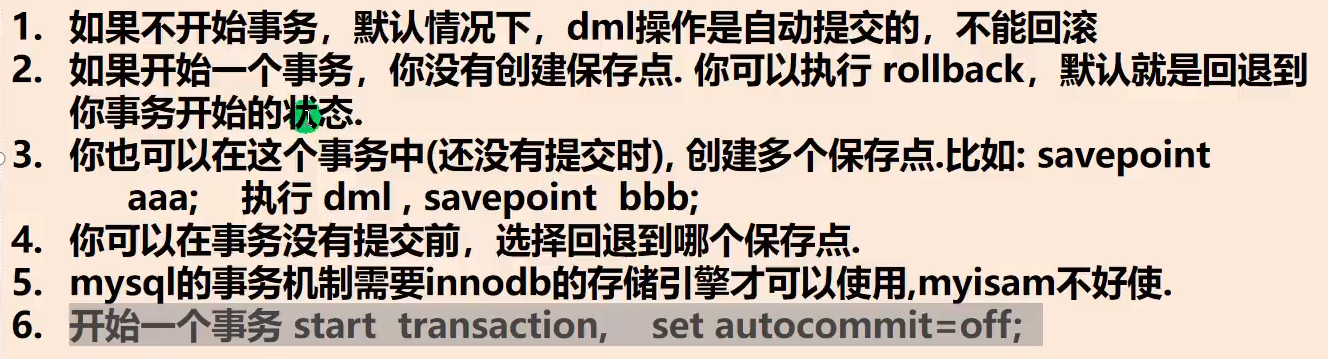 1. 如果不开始事务，默认情况下，dml操作是自动提交的，不能回滚
2. 如果开始一个事务，你没有创建保存点. 你可以执行 rollback，默认就是回退到
你事务开始的状态.
3. 你也可以在这个事务中(还没有提交时), 创建多个保存点.比如: savepoint
aaa; 执行 dml , savepoint bbb;
4. 你可以在事务没有提交前，选择回退到哪个保存点.
5. mysql的事务机制需要innodb的存储引擎才可以使用,myisam不好使.
6. 开始一个事务 start transaction, set autocommit=off;